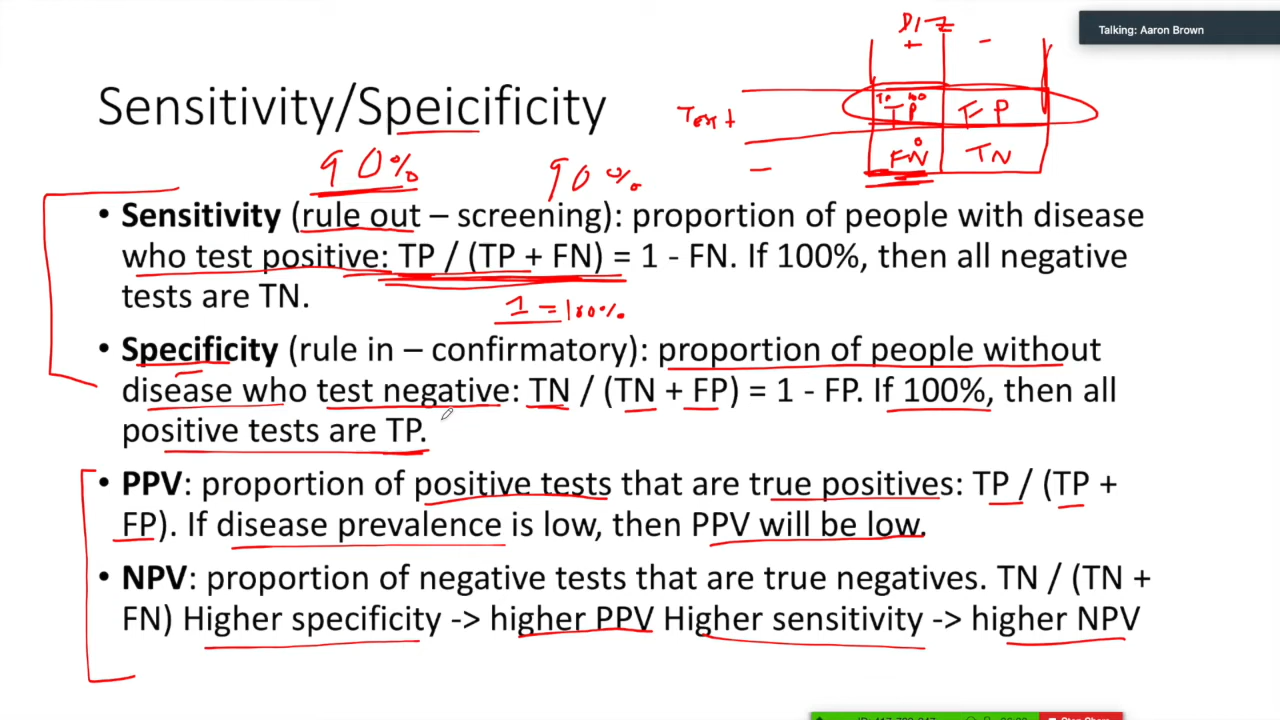 Talking: Aaron Brown
DIZ
+ -
Sensitivity/Speicificity
Test + TP FP
- FN TN
90% 90%
• Sensitivity (rule out – screening): proportion of people with disease
who test positive: TP / (TP + FN) = 1 - FN. If 100%, then all negative
tests are TN.
1 = 100%
• Specificity (rule in – confirmatory): proportion of people without
disease who test negative: TN / (TN + FP) = 1 - FP. If 100%, then all
positive tests are TP.
• PPV: proportion of positive tests that are true positives: TP / (TP +
FP). If disease prevalence is low, then PPV will be low.
• NPV: proportion of negative tests that are true negatives. TN / (TN +
FN) Higher specificity -> higher PPV Higher sensitivity -> higher NPV